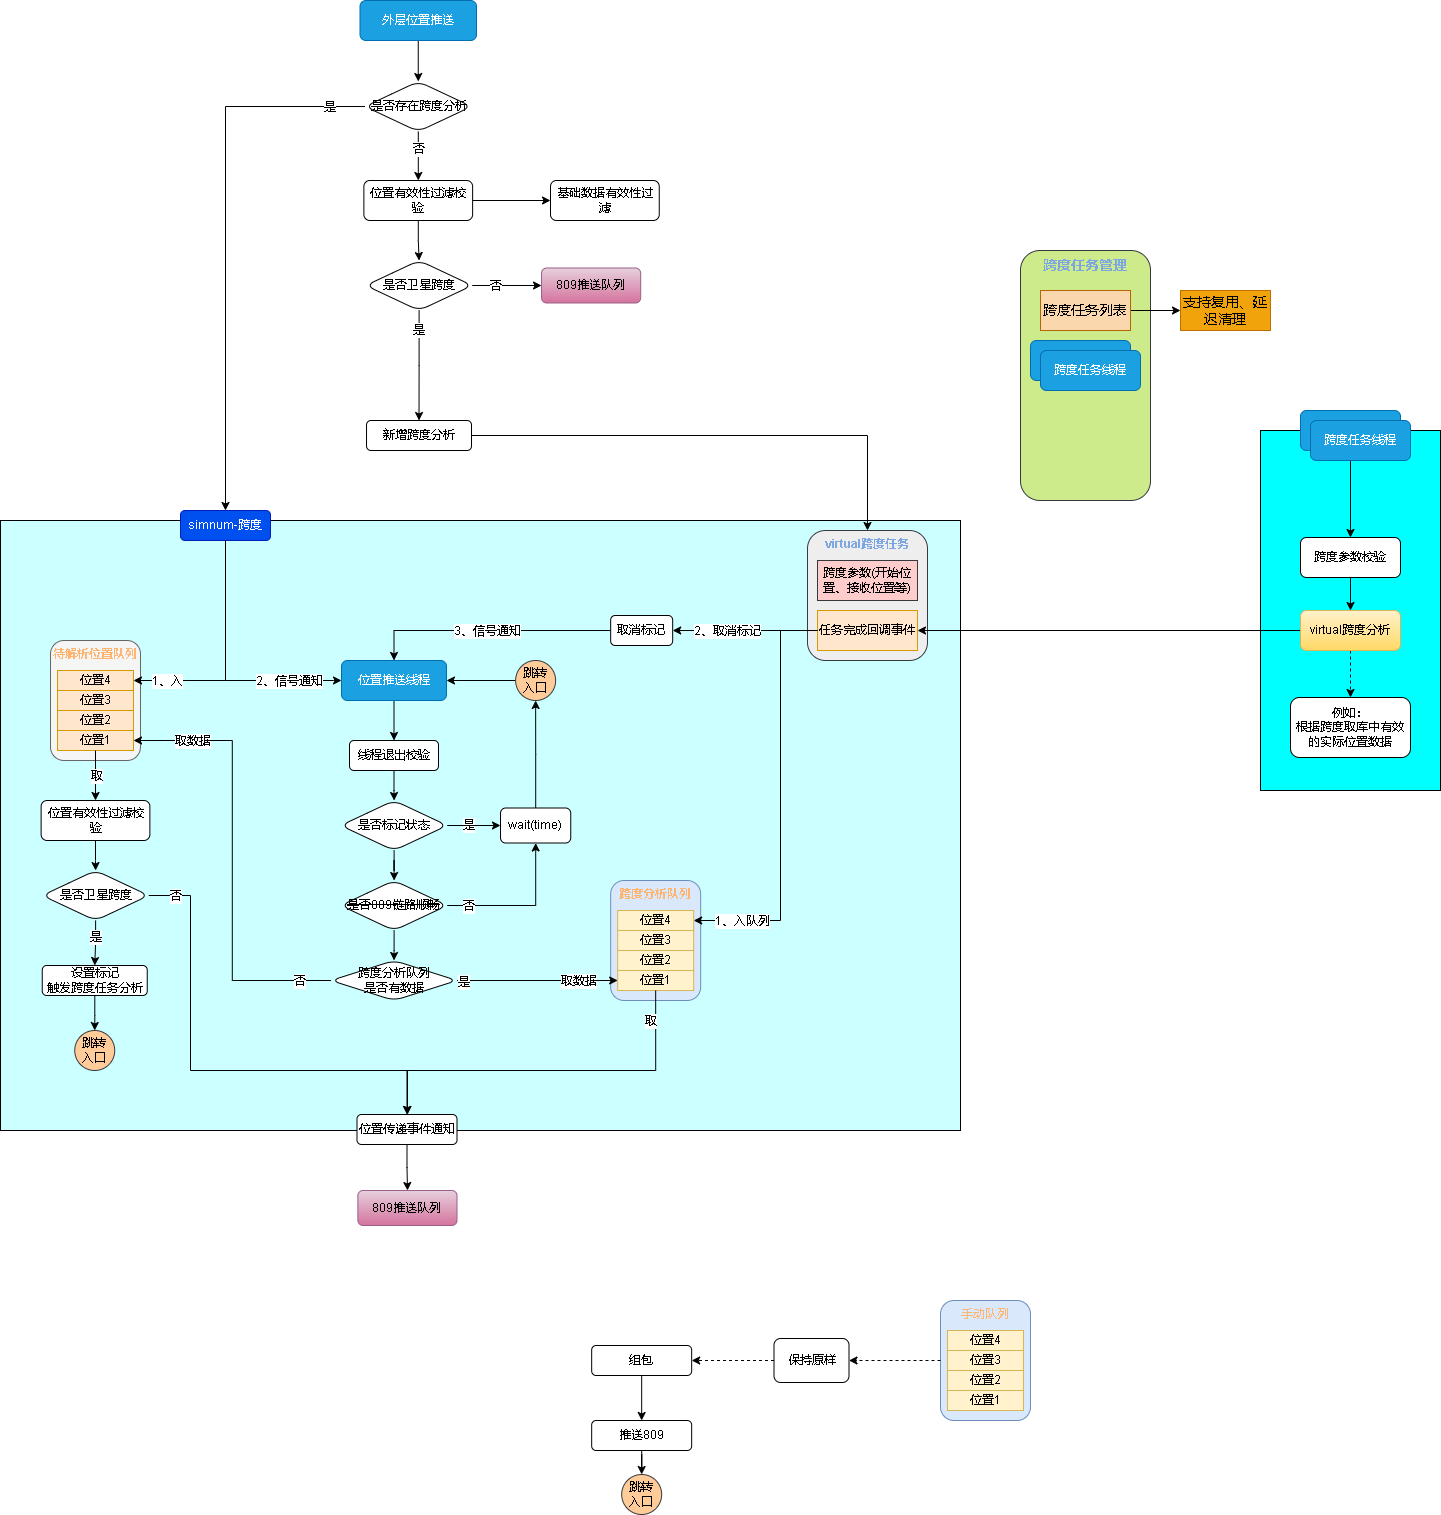 外层位置推送
是否存在跨度分析
是
否
位置有效性过滤校
验
基础数据有效性过
滤
是否卫星跨度
否
809推送队列
是
新增跨度分析
跨度任务管理
跨度任务列表
支持复用、延
迟清理
跨度任务线程
跨度任务线程
跨度参数校验
virtual跨度分析
例如：
根据跨度取库中有效
的实际位置数据
simnum-跨度
virtual跨度任务
跨度参数(开始位
置、接收位置等)
任务完成回调事件
2、取消标记
取消标记
3、信号通知
待解析位置队列
位置4
位置3
位置2
位置1
1、入
2、信号通知
位置推送线程
跳转
入口
取数据
线程退出校验
取
位置有效性过滤校
验
是否标记状态
是
wait(time)
是否卫星跨度
否
是否809链路顺畅
否
跨度分析队列
位置4
位置3
位置2
位置1
1、入队列
是
设置标记
触发跨度任务分析
否
跨度分析队列
是否有数据
是
取数据
取
跳转
入口
位置传递事件通知
809推送队列
手动队列
位置4
位置3
位置2
位置1
保持原样
组包
推送809
跳转
入口